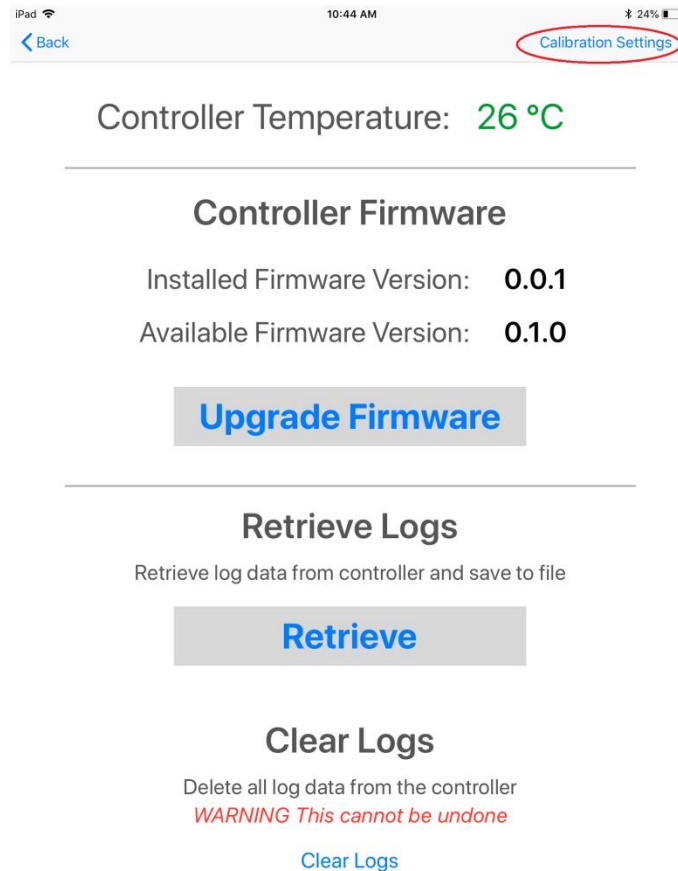 iPad 10:44 AM 24%
Back Calibration Settings
Controller Temperature: 26 °C
Controller Firmware
Installed Firmware Version: 0.0.1
Available Firmware Version: 0.1.0
Upgrade Firmware
Retrieve Logs
Retrieve log data from controller and save to file
Retrieve
Clear Logs
Delete all log data from the controller
WARNING This cannot be undone
Clear Logs